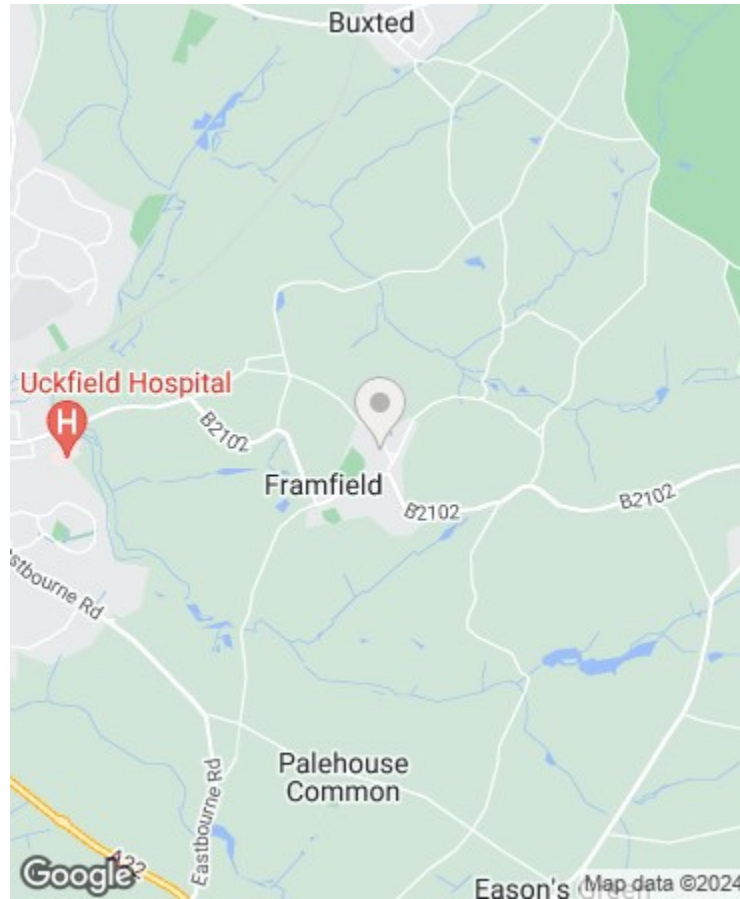 Buxted
Uckfield Hospital
H
B2102
Framfield
B2102
B2102
stbourne Rd
Palehouse
Common
Eastbourne Rd
A22
Google
Eason's
Map data ©2024